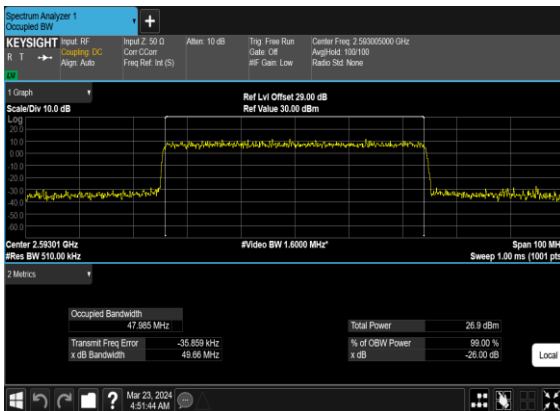 Spectrum Analyzer 1
Occupied BW
+
KEYSIGHT
R T
LV
Input: RF
Coupling: DC
Align: Auto
Input Z: 50 Ω
Corr CCorr
Freq Ref: Int (S)
Atten: 10 dB
Trig: Free Run
Gate: Off
#IF Gain: Low
Center Freq: 2.593005000 GHz
Avg|Hold: 100/100
Radio Std: None
1 Graph
Scale/Div 10.0 dB
Ref Lvl Offset 29.00 dB
Ref Value 30.00 dBm
Log
20.0
10.0
0.00
-10.0
-20.0
-30.0
-40.0
-50.0
-60.0
Center 2.59301 GHz
#Res BW 510.00 kHz
#Video BW 1.6000 MHz*
Span 100 MH
Sweep 1.00 ms (1001 pts
2 Metrics
Occupied Bandwidth
47.985 MHz
Transmit Freq Error -35.859 kHz
x dB Bandwidth 49.66 MHz
Total Power 26.9 dBm
% of OBW Power 99.00 %
x dB -26.00 dB
Local
?
Mar 23, 2024
4:51:44 AM